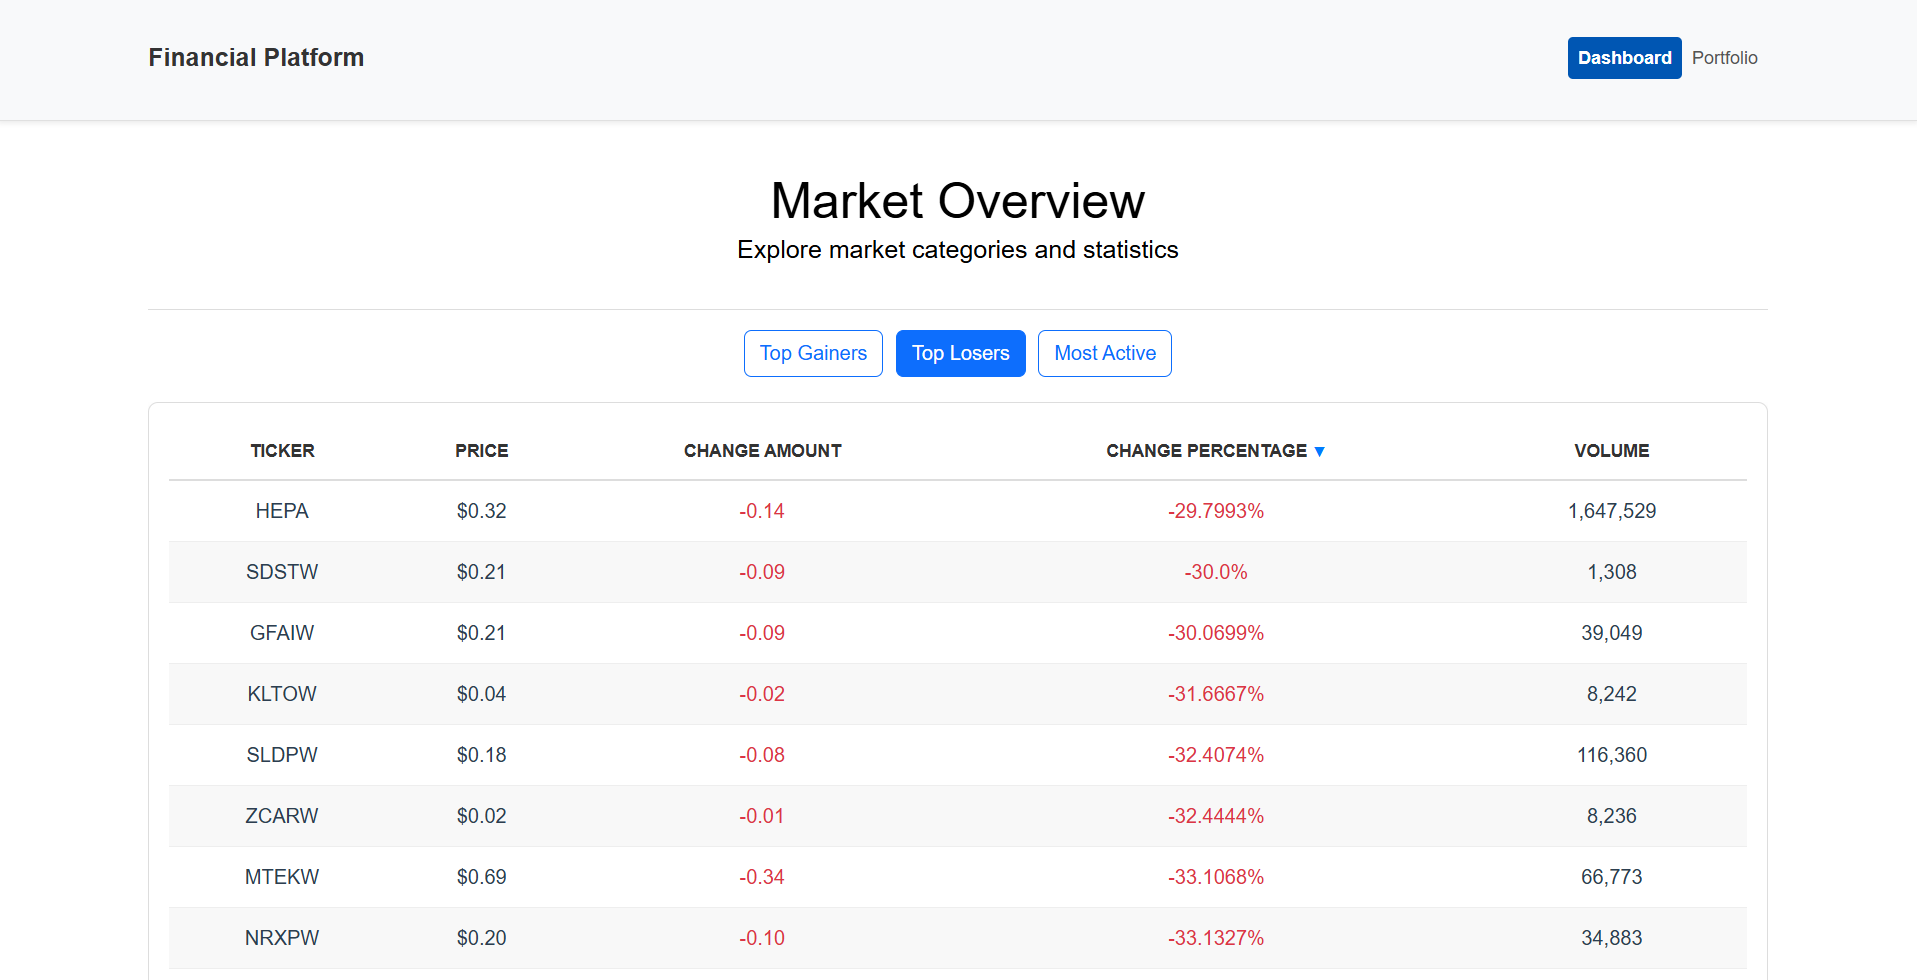 Financial Platform
Dashboard Portfolio
Market Overview
Explore market categories and statistics
Top Gainers Top Losers Most Active
TICKER PRICE CHANGE AMOUNT CHANGE PERCENTAGE ▼ VOLUME
HEPA $0.32 -0.14 -29.7993% 1,647,529
SDSTW $0.21 -0.09 -30.0% 1,308
GFAIW $0.21 -0.09 -30.0699% 39,049
KLTOW $0.04 -0.02 -31.6667% 8,242
SLDPW $0.18 -0.08 -32.4074% 116,360
ZCARW $0.02 -0.01 -32.4444% 8,236
MTEKW $0.69 -0.34 -33.1068% 66,773
NRXPW $0.20 -0.10 -33.1327% 34,883